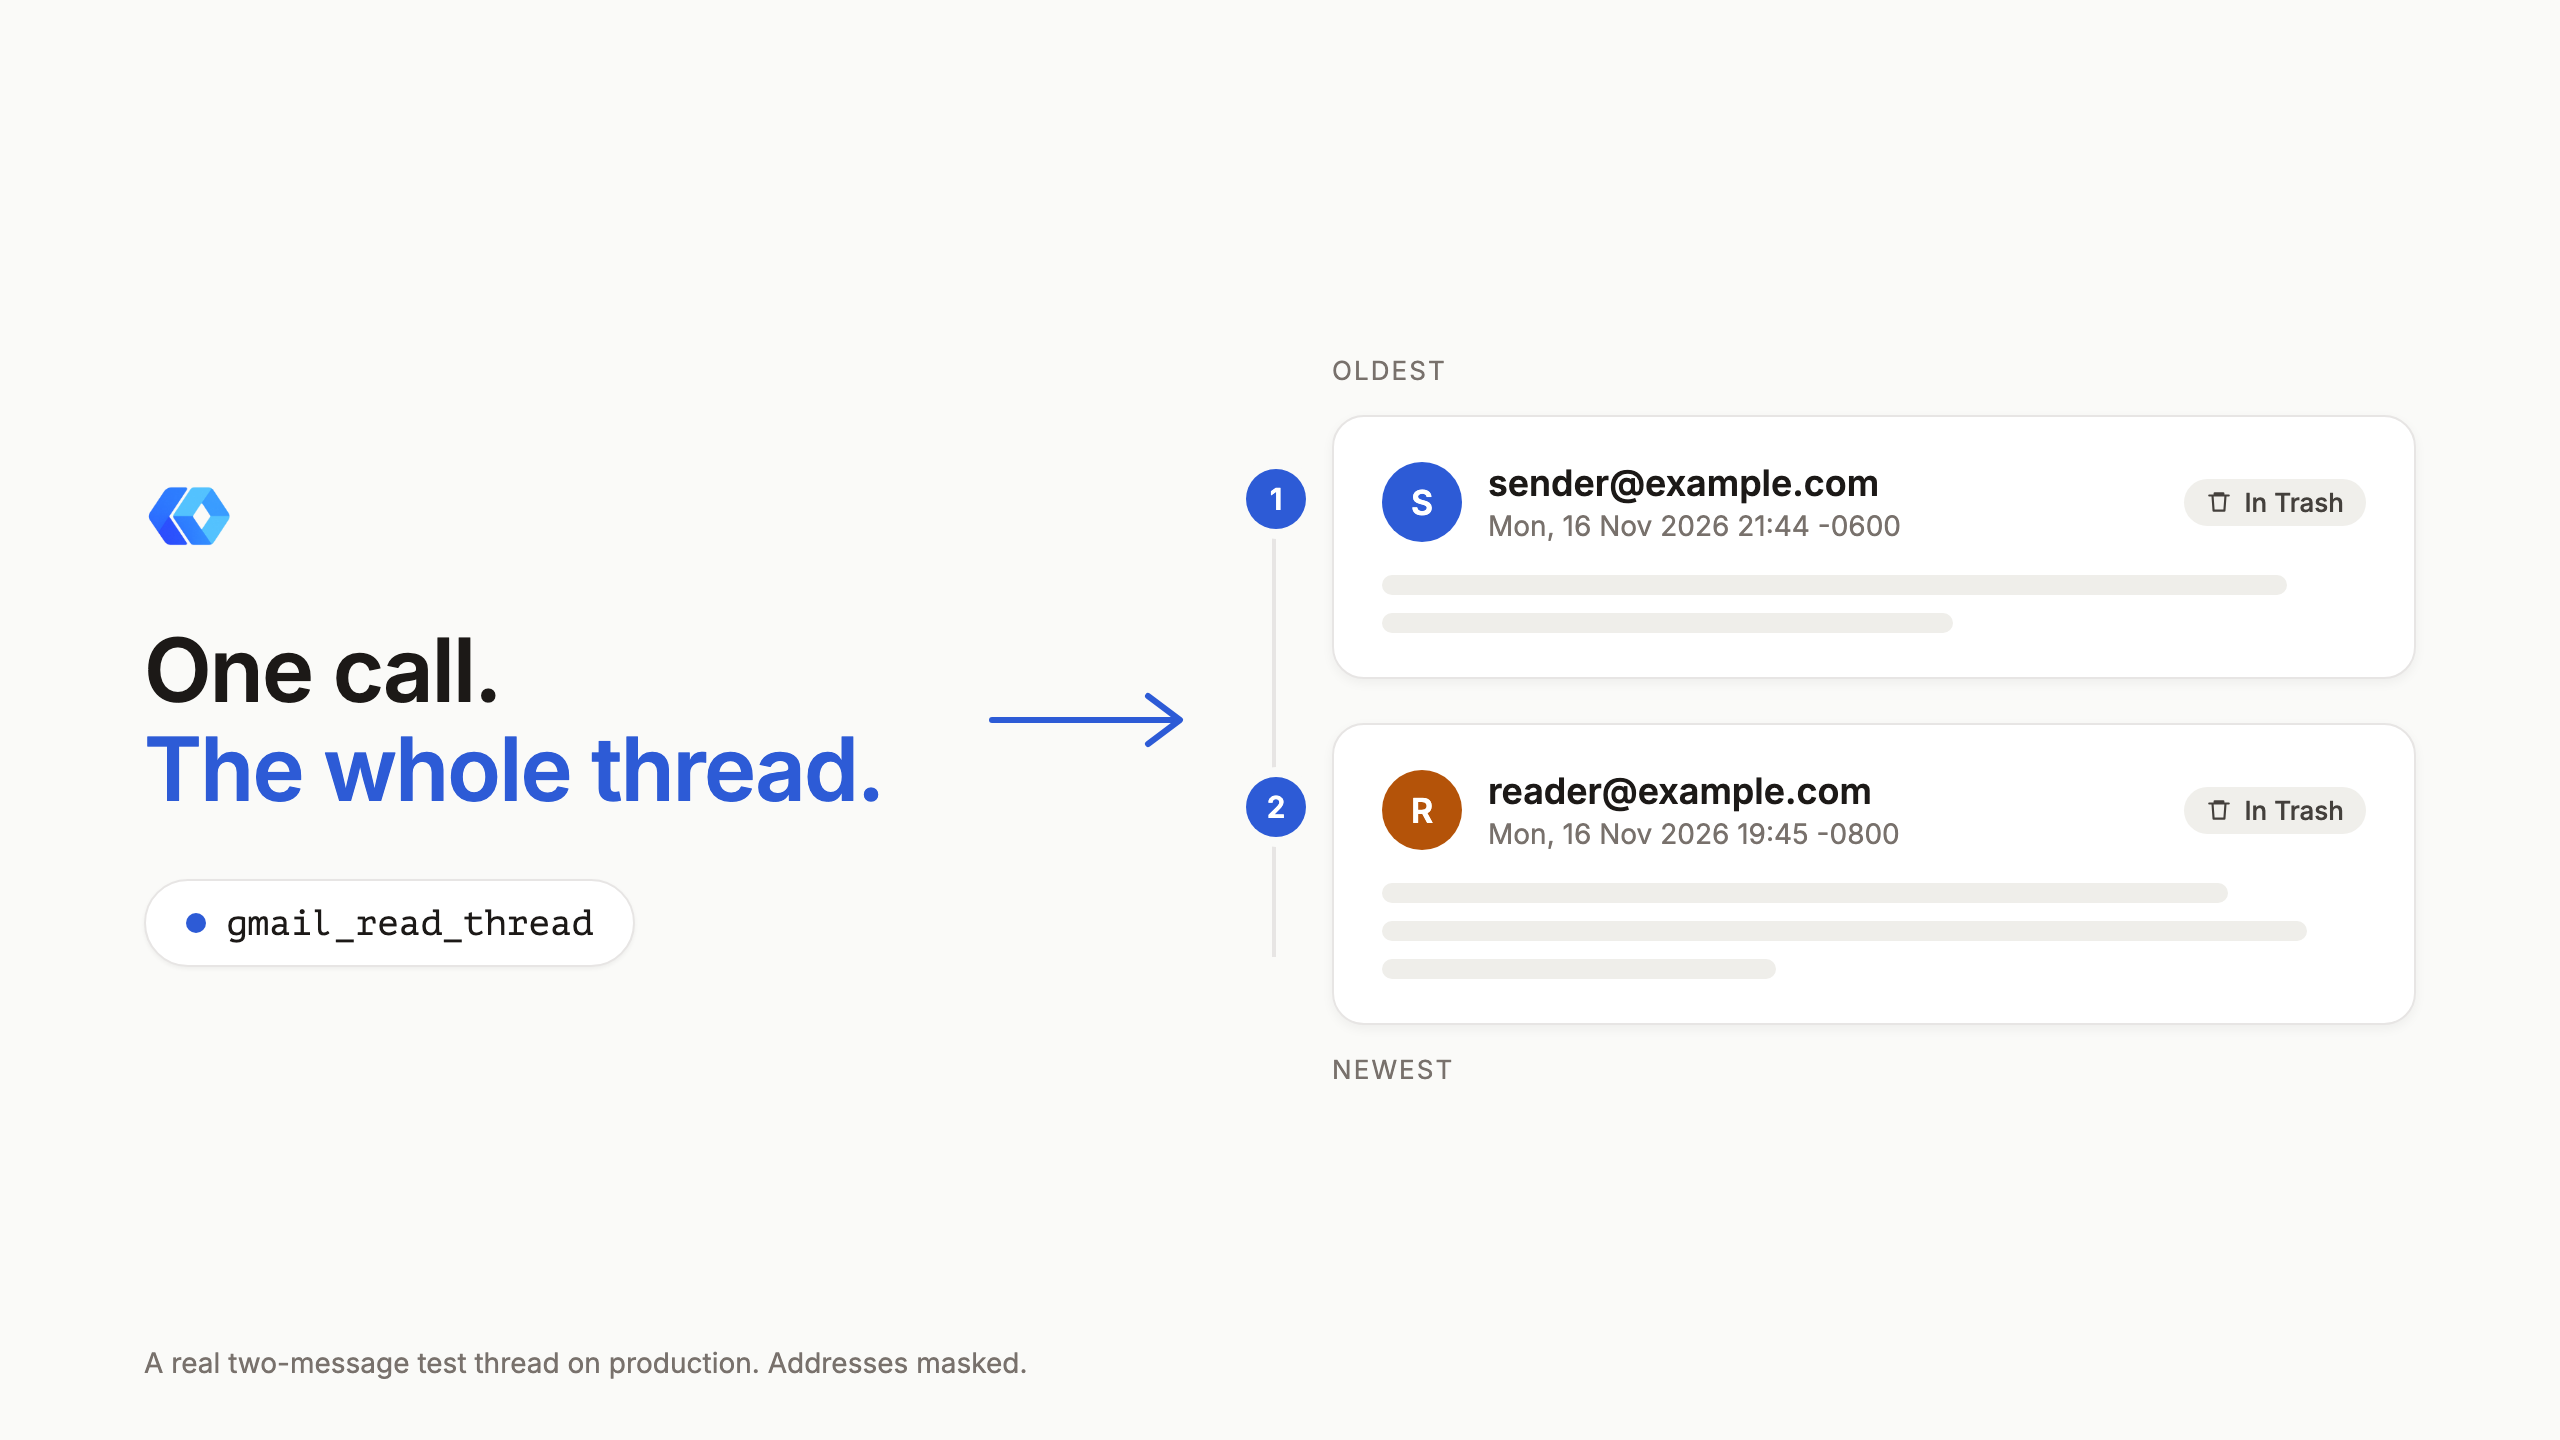 One call.
The whole thread.
gmail_read_thread
OLDEST
1
S
sender@example.com
Mon, 16 Nov 2026 21:44 -0600
In Trash
2
R
reader@example.com
Mon, 16 Nov 2026 19:45 -0800
In Trash
NEWEST
A real two-message test thread on production. Addresses masked.